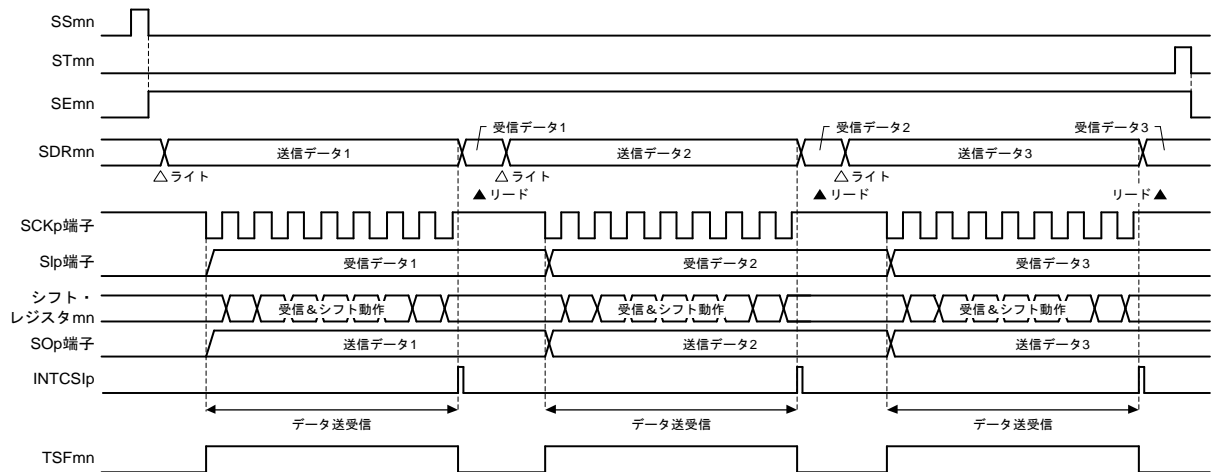 SSmn
STmn
SEmn
受信データ1
受信データ2
受信データ3
SDRmn
送信データ1
送信データ2
送信データ3
△ライト
△ライト
△ライト
▲リード
▲リード
リード▲
SCKp端子
SIp端子
受信データ1
受信データ2
受信データ3
シフト・
レジスタmn
受信&シフト動作
受信&シフト動作
受信&シフト動作
SOp端子
送信データ1
送信データ2
送信データ3
INTCSIp
データ送受信
データ送受信
データ送受信
TSFmn